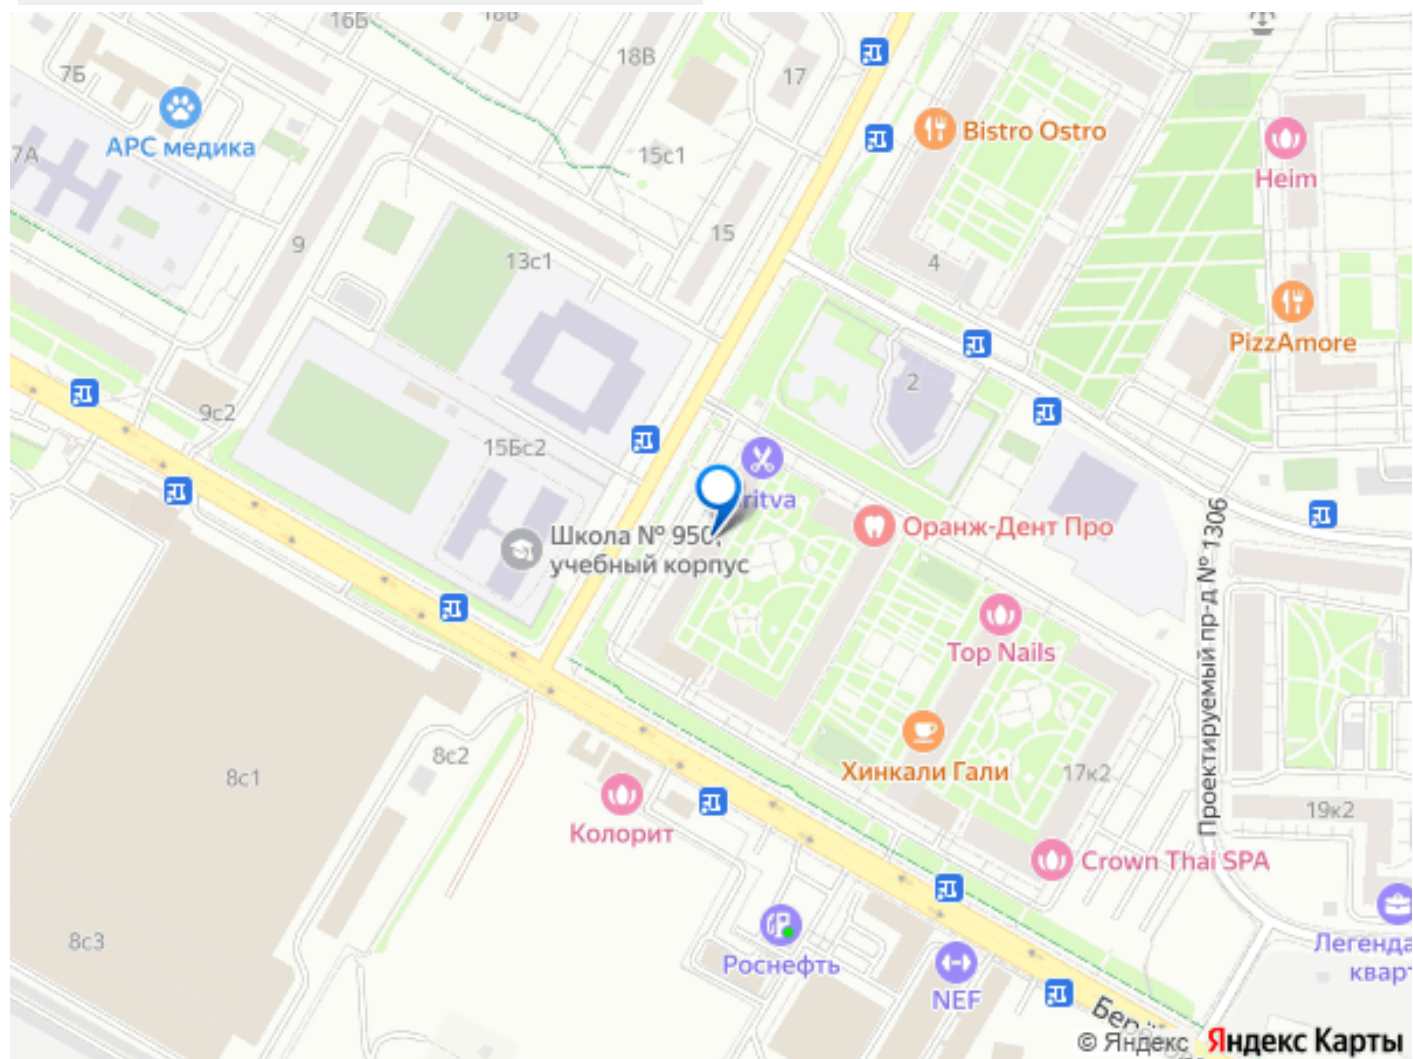 16Б
16Б
18В
17
7Б
АРС медика
7А
15с1
Bistro Ostro
Heim
9
13с1
15
4
PizzAmore
2
9с2
15Бс2
Школа № 950,
учебный корпус
Оранж-Дент Про
Проектируемый пр-д № 1306
Top Nails
Хинкали Гали
17к2
8с2
8с1
Колорит
19к2
Crown Thai SPA
8с3
Роснефть
NEF
© Яндекс Яндекс Карты